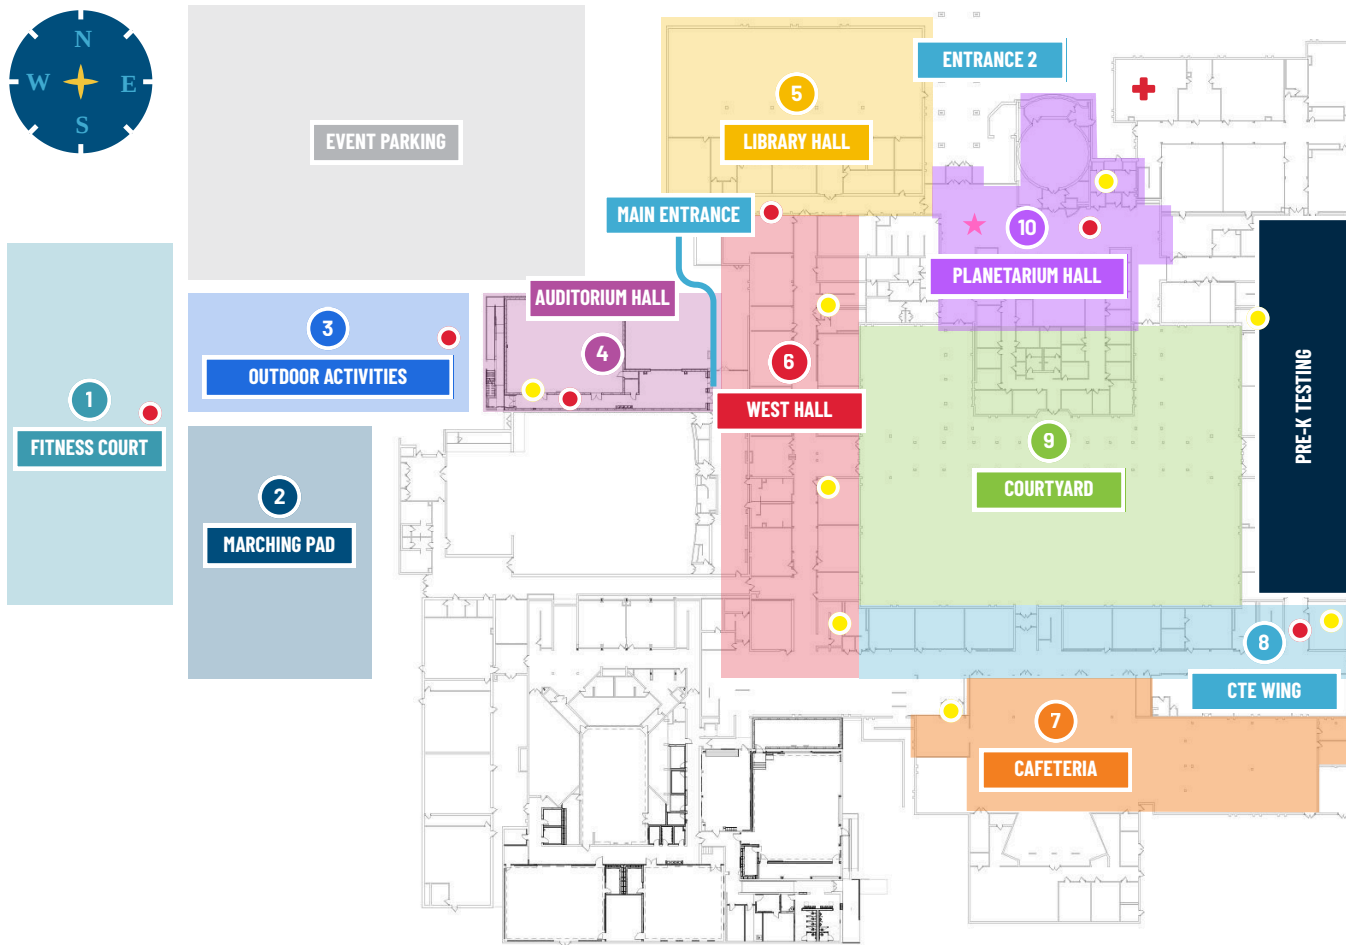 N
W E
S
EVENT PARKING
5
LIBRARY HALL
ENTRANCE 2
MAIN ENTRANCE
10
PLANETARIUM HALL
AUDITORIUM HALL
4
3
OUTDOOR ACTIVITIES
1
FITNESS COURT
2
MARCHING PAD
6
WEST HALL
9
COURTYARD
PRE-K TESTING
8
CTE WING
7
CAFETERIA